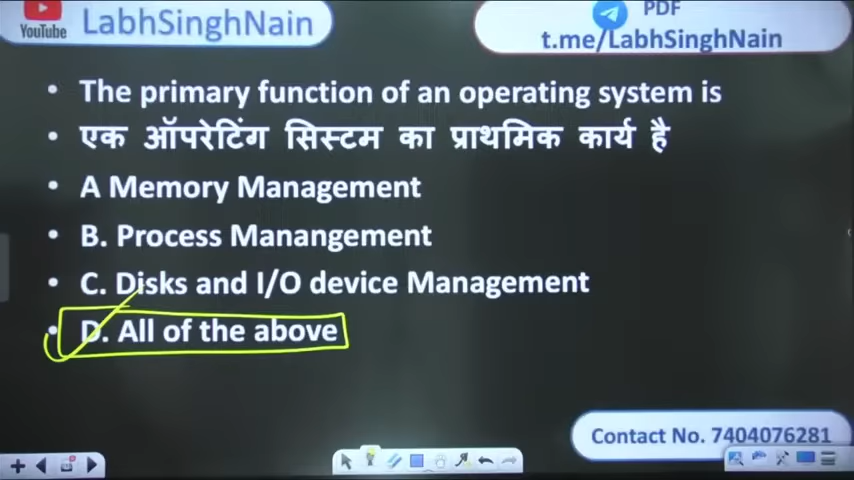 YouTube
LabhSinghNain
PDF
t.me/LabhSinghNain
• The primary function of an operating system is
• एक ऑपरेटिंग सिस्टम का प्राथमिक कार्य है
• A Memory Management
• B. Process Manangement
• C. Disks and I/O device Management
• D. All of the above
Contact No. 7404076281